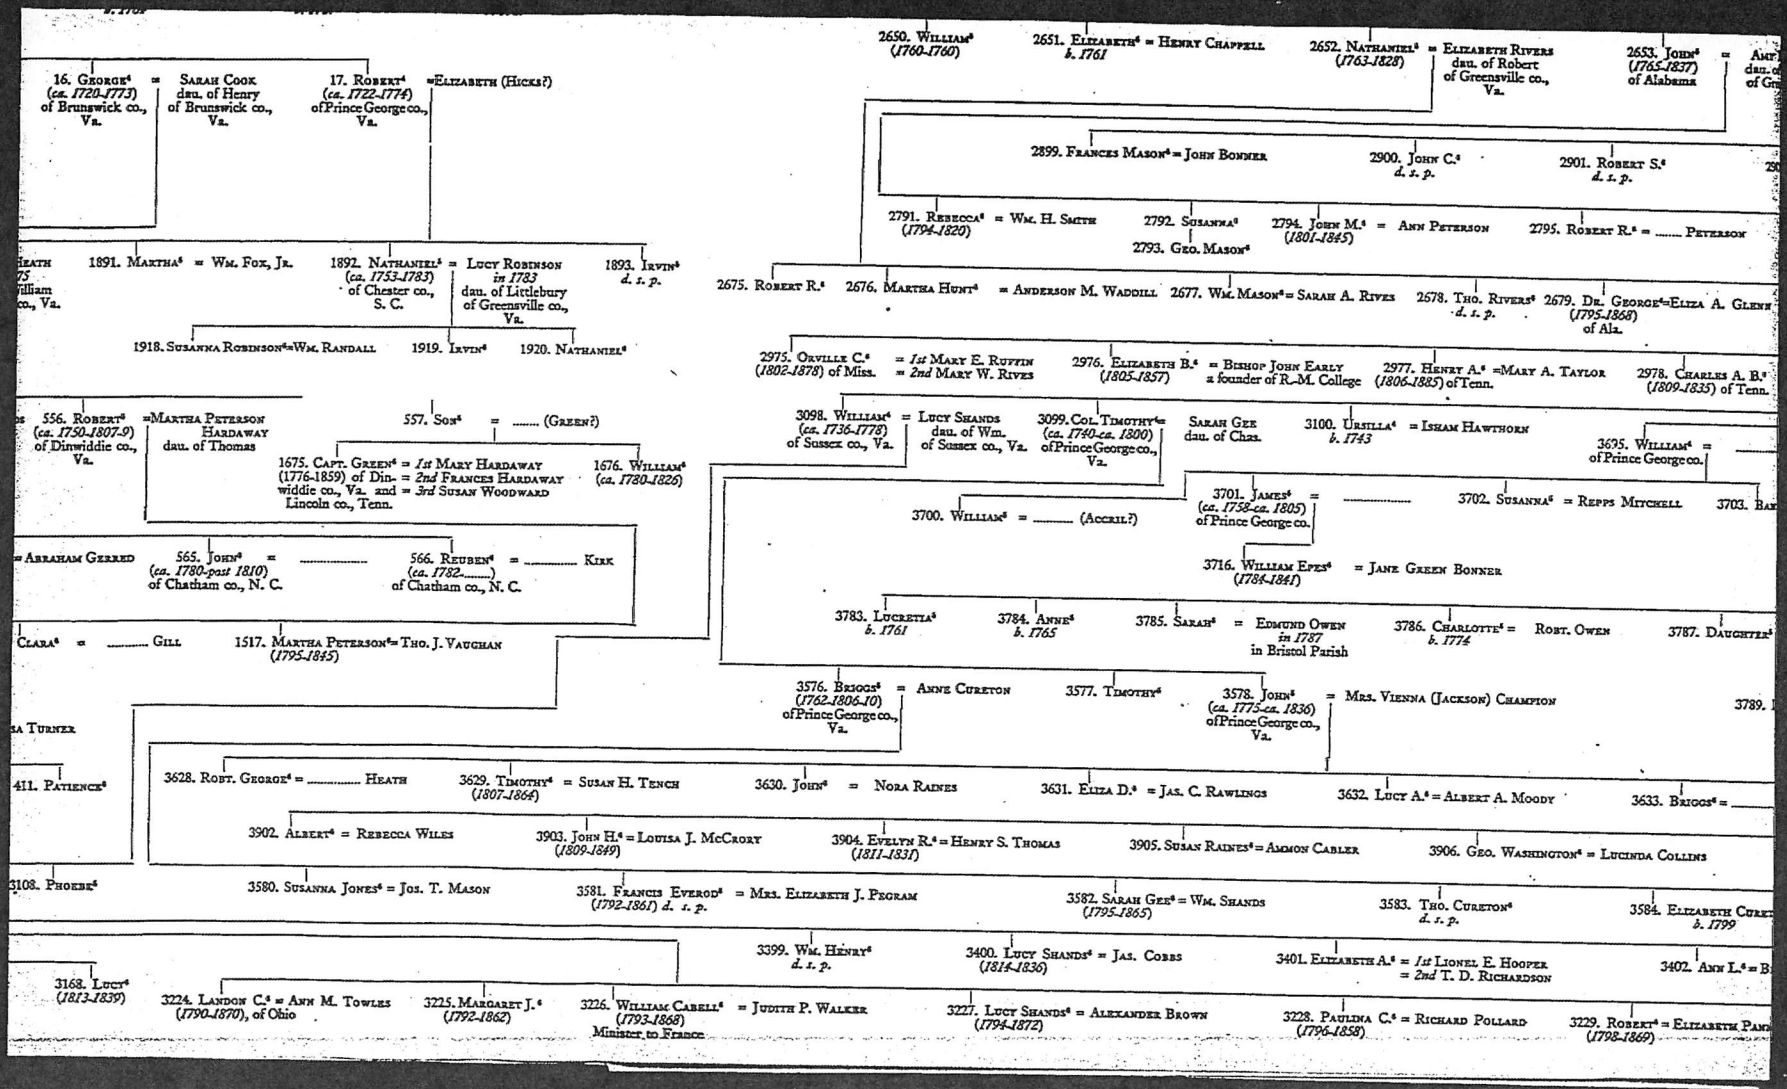 2650. William⁵ 2651. Elizabeth⁵ = Henry Chappell 2652. Nathaniel⁵ = Elizabeth Rivers 2653. John⁵ =
(1760-1760) b. 1761 (1763-1828) dau. of Robert (1765-1837)
of Greensville co., of Alabama
Va.
16. George⁴ = Sarah Cook 17. Robert⁴ =Elizabeth (Hicks?)
(ca. 1720-1773) dau. of Henry (ca. 1722-1774)
of Brunswick co., of Brunswick co., of Prince George co.,
Va. Va. Va.
2899. Frances Mason⁶ = John Bonner 2900. John C.⁶ 2901. Robert S.⁶
d. s. p. d. s. p.
2791. Rebecca⁶ = Wm. H. Smith 2792. Susanna⁶ 2794. John M.⁶ = Ann Peterson 2795. Robert R.⁶ = ........ Peterson
(1794-1820) 2793. Geo. Mason⁶ (1801-1845)
1891. Martha⁵ = Wm. Fox, Jr. 1892. Nathaniel⁵ = Lucy Robinson 1893. Irvin⁵
(ca. 1753-1783) in 1783 d. s. p.
of Chester co., dau. of Littlebury
S. C. of Greensville co.,
co., Va. Va.
2675. Robert R.⁶ 2676. Martha Hunt⁶ = Anderson M. Waddill 2677. Wm. Mason⁶ = Sarah A. Rives 2678. Tho. Rivers⁶ 2679. Dr. George⁶ =Eliza A. Glenn
d. s. p. (1795-1868)
of Ala.
1918. Susanna Robinson⁶=Wm. Randall 1919. Irvin⁶ 1920. Nathaniel⁶
2975. Orville C.⁶ = 1st Mary E. Ruffin 2976. Elizabeth B.⁶ = Bishop John Early 2977. Henry A.⁶ =Mary A. Taylor 2978. Charles A. B.⁶
(1802-1878) of Miss. = 2nd Mary W. Rives (1805-1857) a founder of R.-M. College (1806-1885) of Tenn. (1809-1835) of Tenn.
556. Robert⁵ =Martha Peterson 557. Son⁵ = ........ (Green?)
(ca. 1750-1807-9) Hardaway
of Dinwiddie co., dau. of Thomas
Va.
3098. William⁴ = Lucy Shands 3099. Col. Timothy⁴= Sarah Gee 3100. Ursilla⁴ = Isham Hawthorn
(ca. 1736-1778) dau. of Wm. (ca. 1740-ca. 1800) dau. of Chas. b. 1743
of Sussex co., Va. of Sussex co., Va. of Prince George co.,
Va.
3695. William⁴ =
of Prince George co.
1675. Capt. Green⁶ = 1st Mary Hardaway 1676. William⁶
(1776-1859) of Din- = 2nd Frances Hardaway (ca. 1780-1826)
widdie co., Va. and = 3rd Susan Woodward
Lincoln co., Tenn.
3700. William⁵ = .......... (Accril?) 3701. James⁵ = .................. 3702. Susanna⁵ = Repps Mitchell 3703.
(ca. 1758-ca. 1805)
of Prince George co.
= Abraham Gerred 565. John⁵ = .................. 566. Reuben⁵ = .............. Kirk
(ca. 1780-past 1810) (ca. 1782-........)
of Chatham co., N. C. of Chatham co., N. C.
3716. William Epes⁶ = Jane Green Bonner
(1784-1841)
3783. Lucretia⁵ 3784. Anne⁵ 3785. Sarah⁵ = Edmund Owen 3786. Charlotte⁵ = Robt. Owen 3787. Daughter⁵
b. 1761 b. 1765 in 1787 b. 1774
in Bristol Parish
Clara⁶ = ........... Gill 1517. Martha Peterson⁶= Tho. J. Vaughan
(1795-1845)
3576. Briggs⁵ = Anne Cureton 3577. Timothy⁵ 3578. John⁵ = Mrs. Vienna (Jackson) Champion 3789.
(1762-1806-10) (ca. 1775-ca. 1836)
of Prince George co., of Prince George co.,
Va. Va.
Turner
411. Patience⁶
3628. Robt. George⁶ = .............. Heath 3629. Timothy⁶ = Susan H. Tench 3630. John⁶ = Nora Raines 3631. Eliza D.⁶ = Jas. C. Rawlings 3632. Lucy A.⁶ = Albert A. Moody 3633. Briggs⁶ =
(1807-1864)
3902. Albert⁶ = Rebecca Wiles 3903. John H.⁶ = Louisa J. McCrory 3904. Evelyn R.⁶ = Henry S. Thomas 3905. Susan Raines⁶ = Ammon Cabler 3906. Geo. Washington⁶ = Lucinda Collins
(1809-1849) (1811-1831)
3108. Phoebe⁵ 3580. Susanna Jones⁶ = Jos. T. Mason 3581. Francis Everod⁶ = Mrs. Elizabeth J. Pegram 3582. Sarah Gee⁶ = Wm. Shands 3583. Tho. Cureton⁶ 3584. Elizabeth
(1792-1861) d. s. p. (1795-1865) d. s. p. b. 1799
3399. Wm. Henry⁶ 3400. Lucy Shands⁶ = Jas. Cobbs 3401. Elizabeth A.⁶ = 1st Lionel E. Hooper 3402. Ann L.⁶ =
d. s. p. (1814-1836) = 2nd T. D. Richardson
3168. Lucy⁶
(1813-1839)
3224. Landon C.⁶ = Ann M. Towles 3225. Margaret J.⁶ 3226. William Cabell⁶ = Judith P. Walker 3227. Lucy Shands⁶ = Alexander Brown 3228. Paulina C.⁶ = Richard Pollard 3229. Robert⁶ = Elizabeth
(1790-1870), of Ohio (1792-1862) (1793-1868) (1794-1872) (1796-1858) (1798-1869)
Minister to France